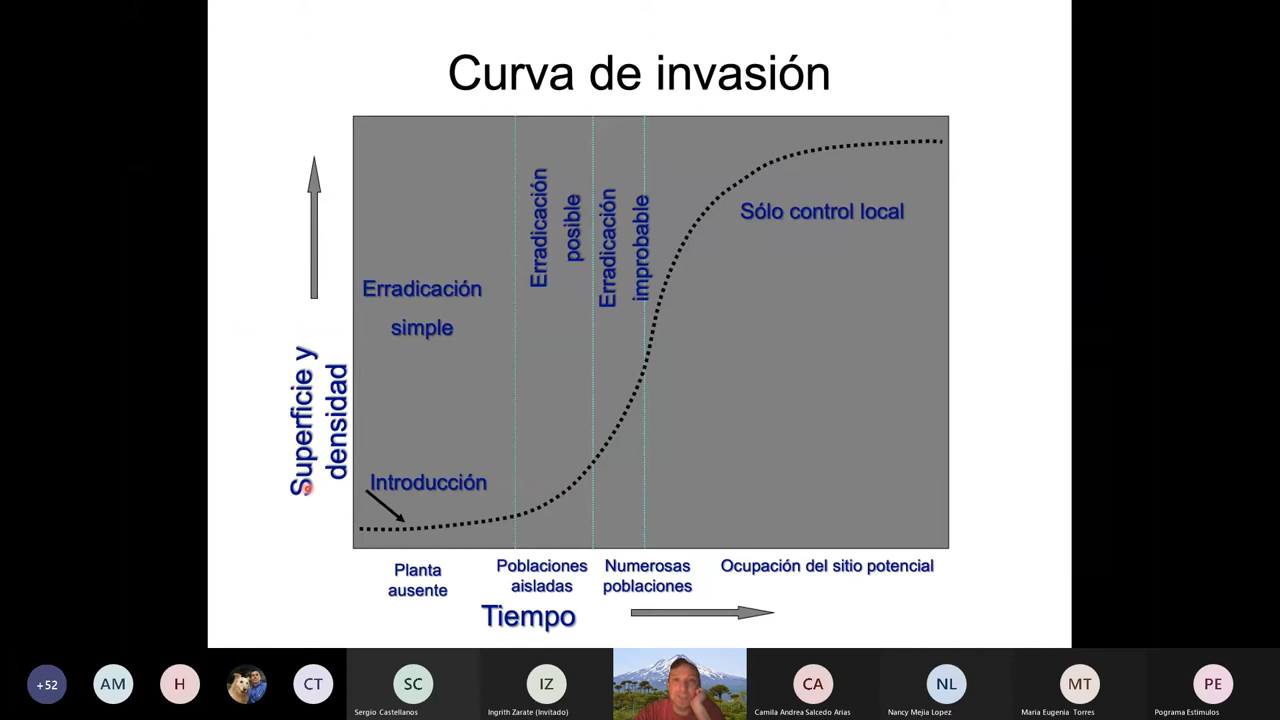 Curva de invasión
Superficie y
densidad
Erradicación
simple
Erradicación
posible
Erradicación
improbable
Sólo control local
Introducción
Planta
ausente
Poblaciones
aisladas
Numerosas
poblaciones
Ocupación del sitio potencial
Tiempo
+52
AM
H
CT
SC
Sergio Castellanos
IZ
Ingrith Zarate (Invitado)
CA
Camila Andrea Salcedo Arias
NL
Nancy Mejia Lopez
MT
Maria Eugenia Torres
PE
Pograma Estimulos